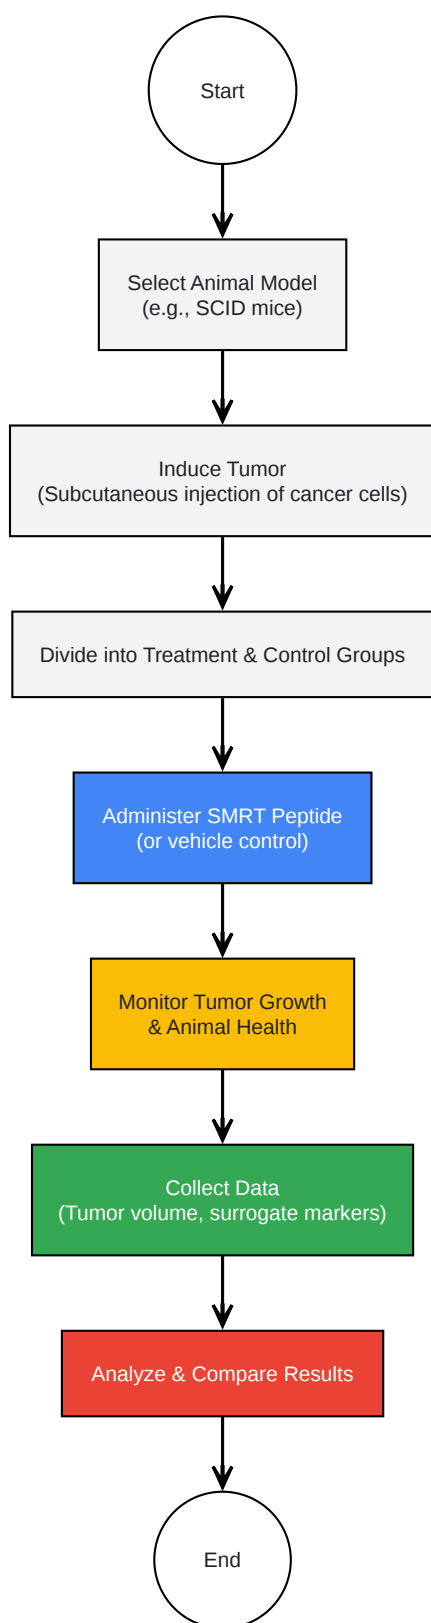 Start
Select Animal Model
(e.g., SCID mice)
Induce Tumor
(Subcutaneous injection of cancer cells)
Divide into Treatment & Control Groups
Administer SMRT Peptide
(or vehicle control)
Monitor Tumor Growth
& Animal Health
Collect Data
(Tumor volume, surrogate markers)
Analyze & Compare Results
End